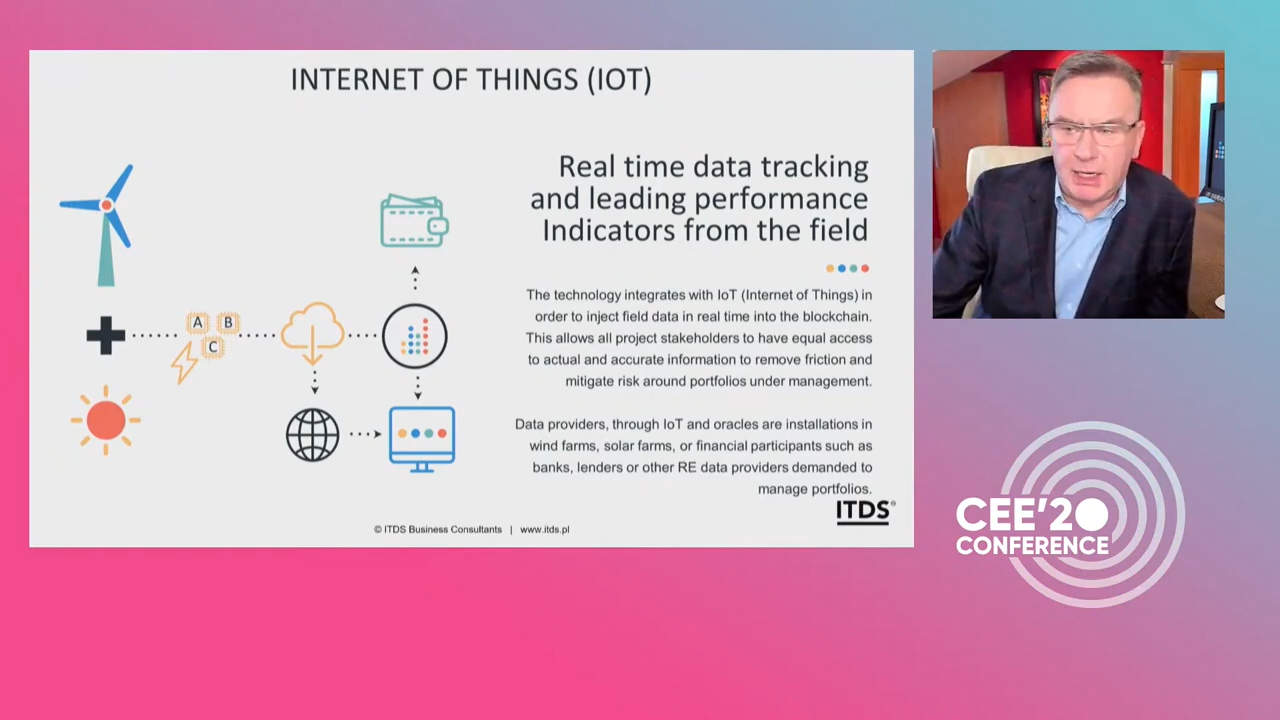 INTERNET OF THINGS (IOT)
Real time data tracking
and leading performance
Indicators from the field
A B
C
The technology integrates with IoT (Internet of Things) in
order to inject field data in real time into the blockchain.
This allows all project stakeholders to have equal access
to actual and accurate information to remove friction and
mitigate risk around portfolios under management.
Data providers, through IoT and oracles are installations in
wind farms, solar farms, or financial participants such as
banks, lenders or other RE data providers demanded to
manage portfolios.
ITDS®
© ITDS Business Consultants | www.itds.pl
CEE'20
CONFERENCE